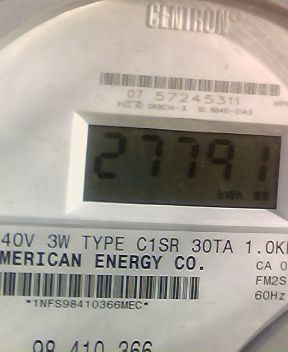 CENTRON
07 57245311
27791
kWh
40V 3W TYPE C1SR 30TA 1.0K
MERICAN ENERGY CO.
CA 0
FM2S
*1NFS98410366MEC*
60Hz
98 410 366